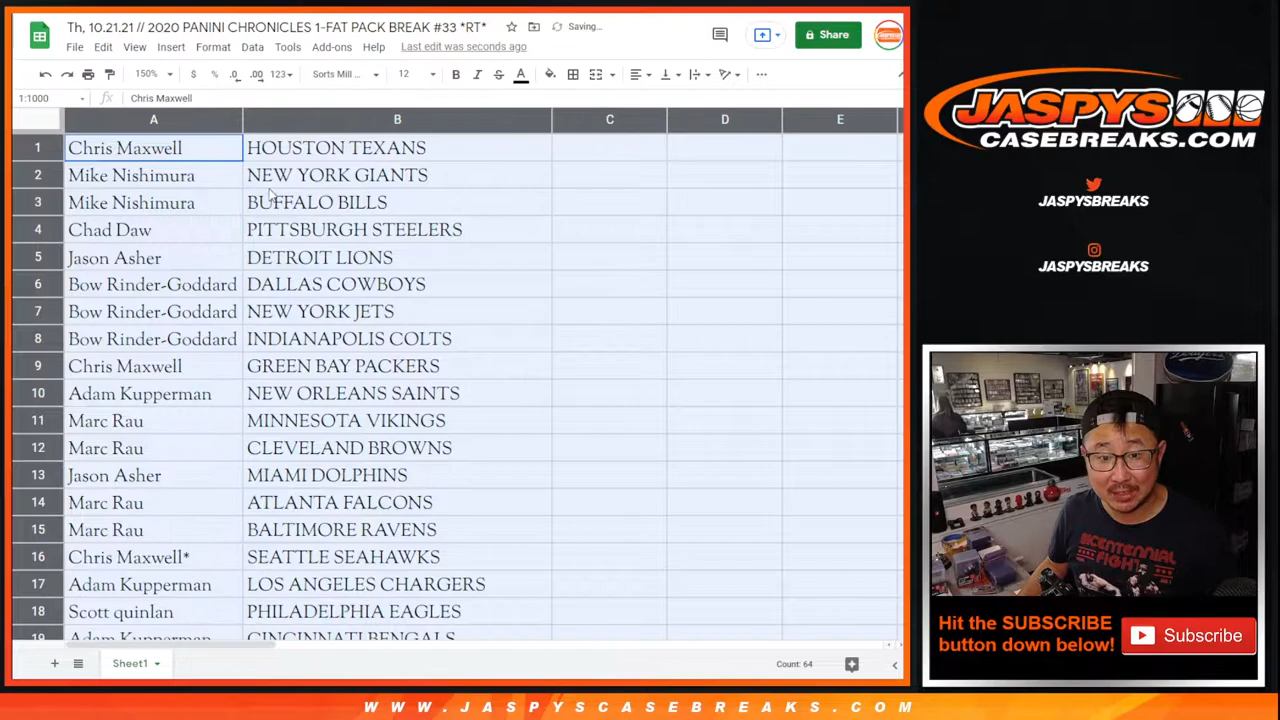 Th, 10.21.21 // 2020 PANINI CHRONICLES 1-FAT PACK BREAK #33 *RT*
Saving...
File Edit View Insert Format Data Tools Add-ons Help Last edit was seconds ago
Share
150% $ % .0 .00 123 Sorts Mill ... 12 B I S A
1:1000 fx Chris Maxwell
A B C D E
1 Chris Maxwell HOUSTON TEXANS
2 Mike Nishimura NEW YORK GIANTS
3 Mike Nishimura BUFFALO BILLS
4 Chad Daw PITTSBURGH STEELERS
5 Jason Asher DETROIT LIONS
6 Bow Rinder-Goddard DALLAS COWBOYS
7 Bow Rinder-Goddard NEW YORK JETS
8 Bow Rinder-Goddard INDIANAPOLIS COLTS
9 Chris Maxwell GREEN BAY PACKERS
10 Adam Kupperman NEW ORLEANS SAINTS
11 Marc Rau MINNESOTA VIKINGS
12 Marc Rau CLEVELAND BROWNS
13 Jason Asher MIAMI DOLPHINS
14 Marc Rau ATLANTA FALCONS
15 Marc Rau BALTIMORE RAVENS
16 Chris Maxwell* SEATTLE SEAHAWKS
17 Adam Kupperman LOS ANGELES CHARGERS
18 Scott quinlan PHILADELPHIA EAGLES
19 Adam Kupperman CINCINNATI BENGALS
Sheet1
Count: 64
JASPYS
CASEBREAKS.COM
JASPYSBREAKS
JASPYSBREAKS
Dodgers
BICENTENNIAL
FIGHT
Hit the SUBSCRIBE
button down below!
Subscribe
WWW.JASPYSCASEBREAKS.COM